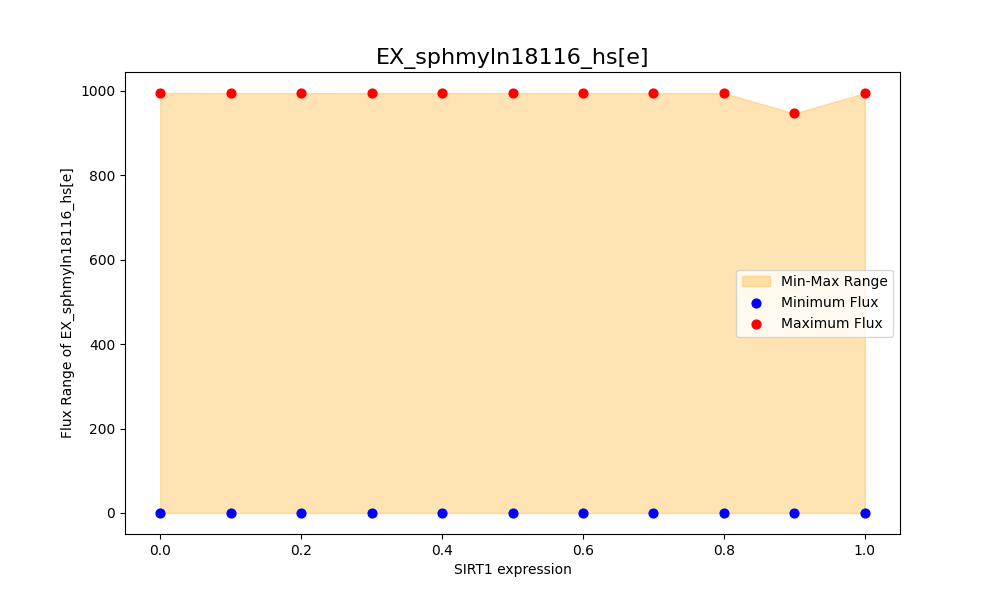 EX_sphmyln18116_hs[e]
Flux Range of EX_sphmyln18116_hs[e]
1000
800
600
400
200
0
Min-Max Range
Minimum Flux
Maximum Flux
0.0 0.2 0.4 0.6 0.8 1.0
SIRT1 expression